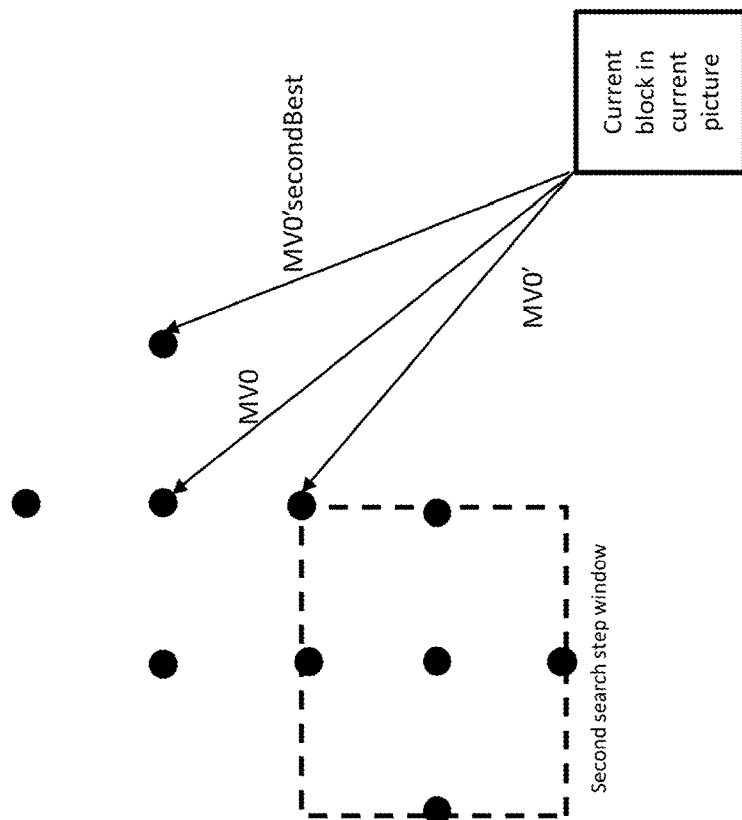 Current
block in
current
picture
MV0'secondBest
MV0
MV0'
Second search step window